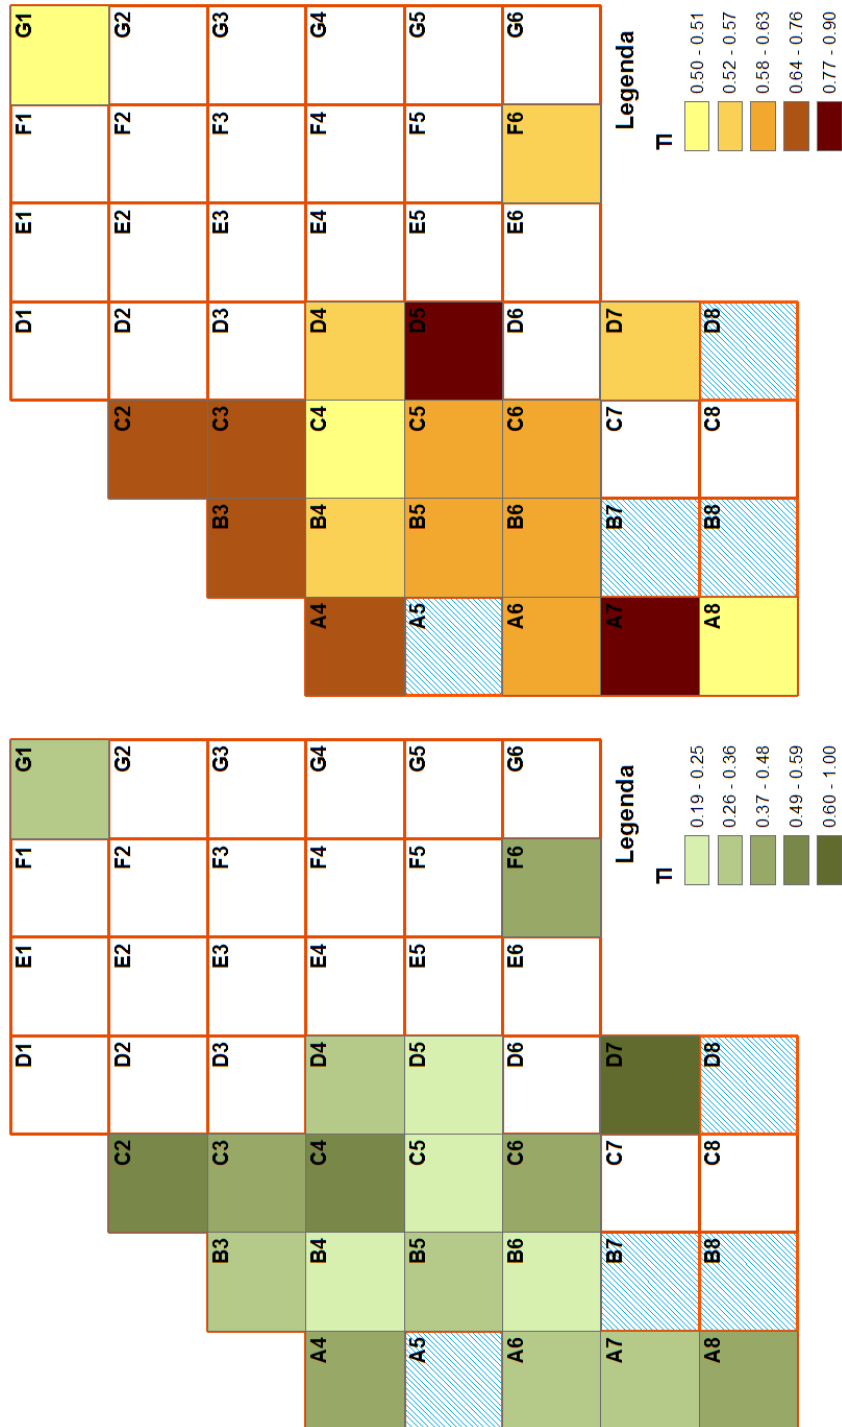 D1 E1 F1 G1
C2 D2 E2 F2 G2
B3 C3 D3 E3 F3 G3
A4 B4 C4 D4 E4 F4 G4
A5 B5 C5 D5 E5 F5 G5
A6 B6 C6 D6 E6 F6 G6
A7 B7 C7 D7
A8 B8 C8 D8
Legenda
TI
0.19 - 0.25
0.26 - 0.36
0.37 - 0.48
0.49 - 0.59
0.60 - 1.00
D1 E1 F1 G1
C2 D2 E2 F2 G2
B3 C3 D3 E3 F3 G3
A4 B4 C4 D4 E4 F4 G4
A5 B5 C5 D5 E5 F5 G5
A6 B6 C6 D6 E6 F6 G6
A7 B7 C7 D7
A8 B8 C8 D8
Legenda
TI
0.50 - 0.51
0.52 - 0.57
0.58 - 0.63
0.64 - 0.76
0.77 - 0.90